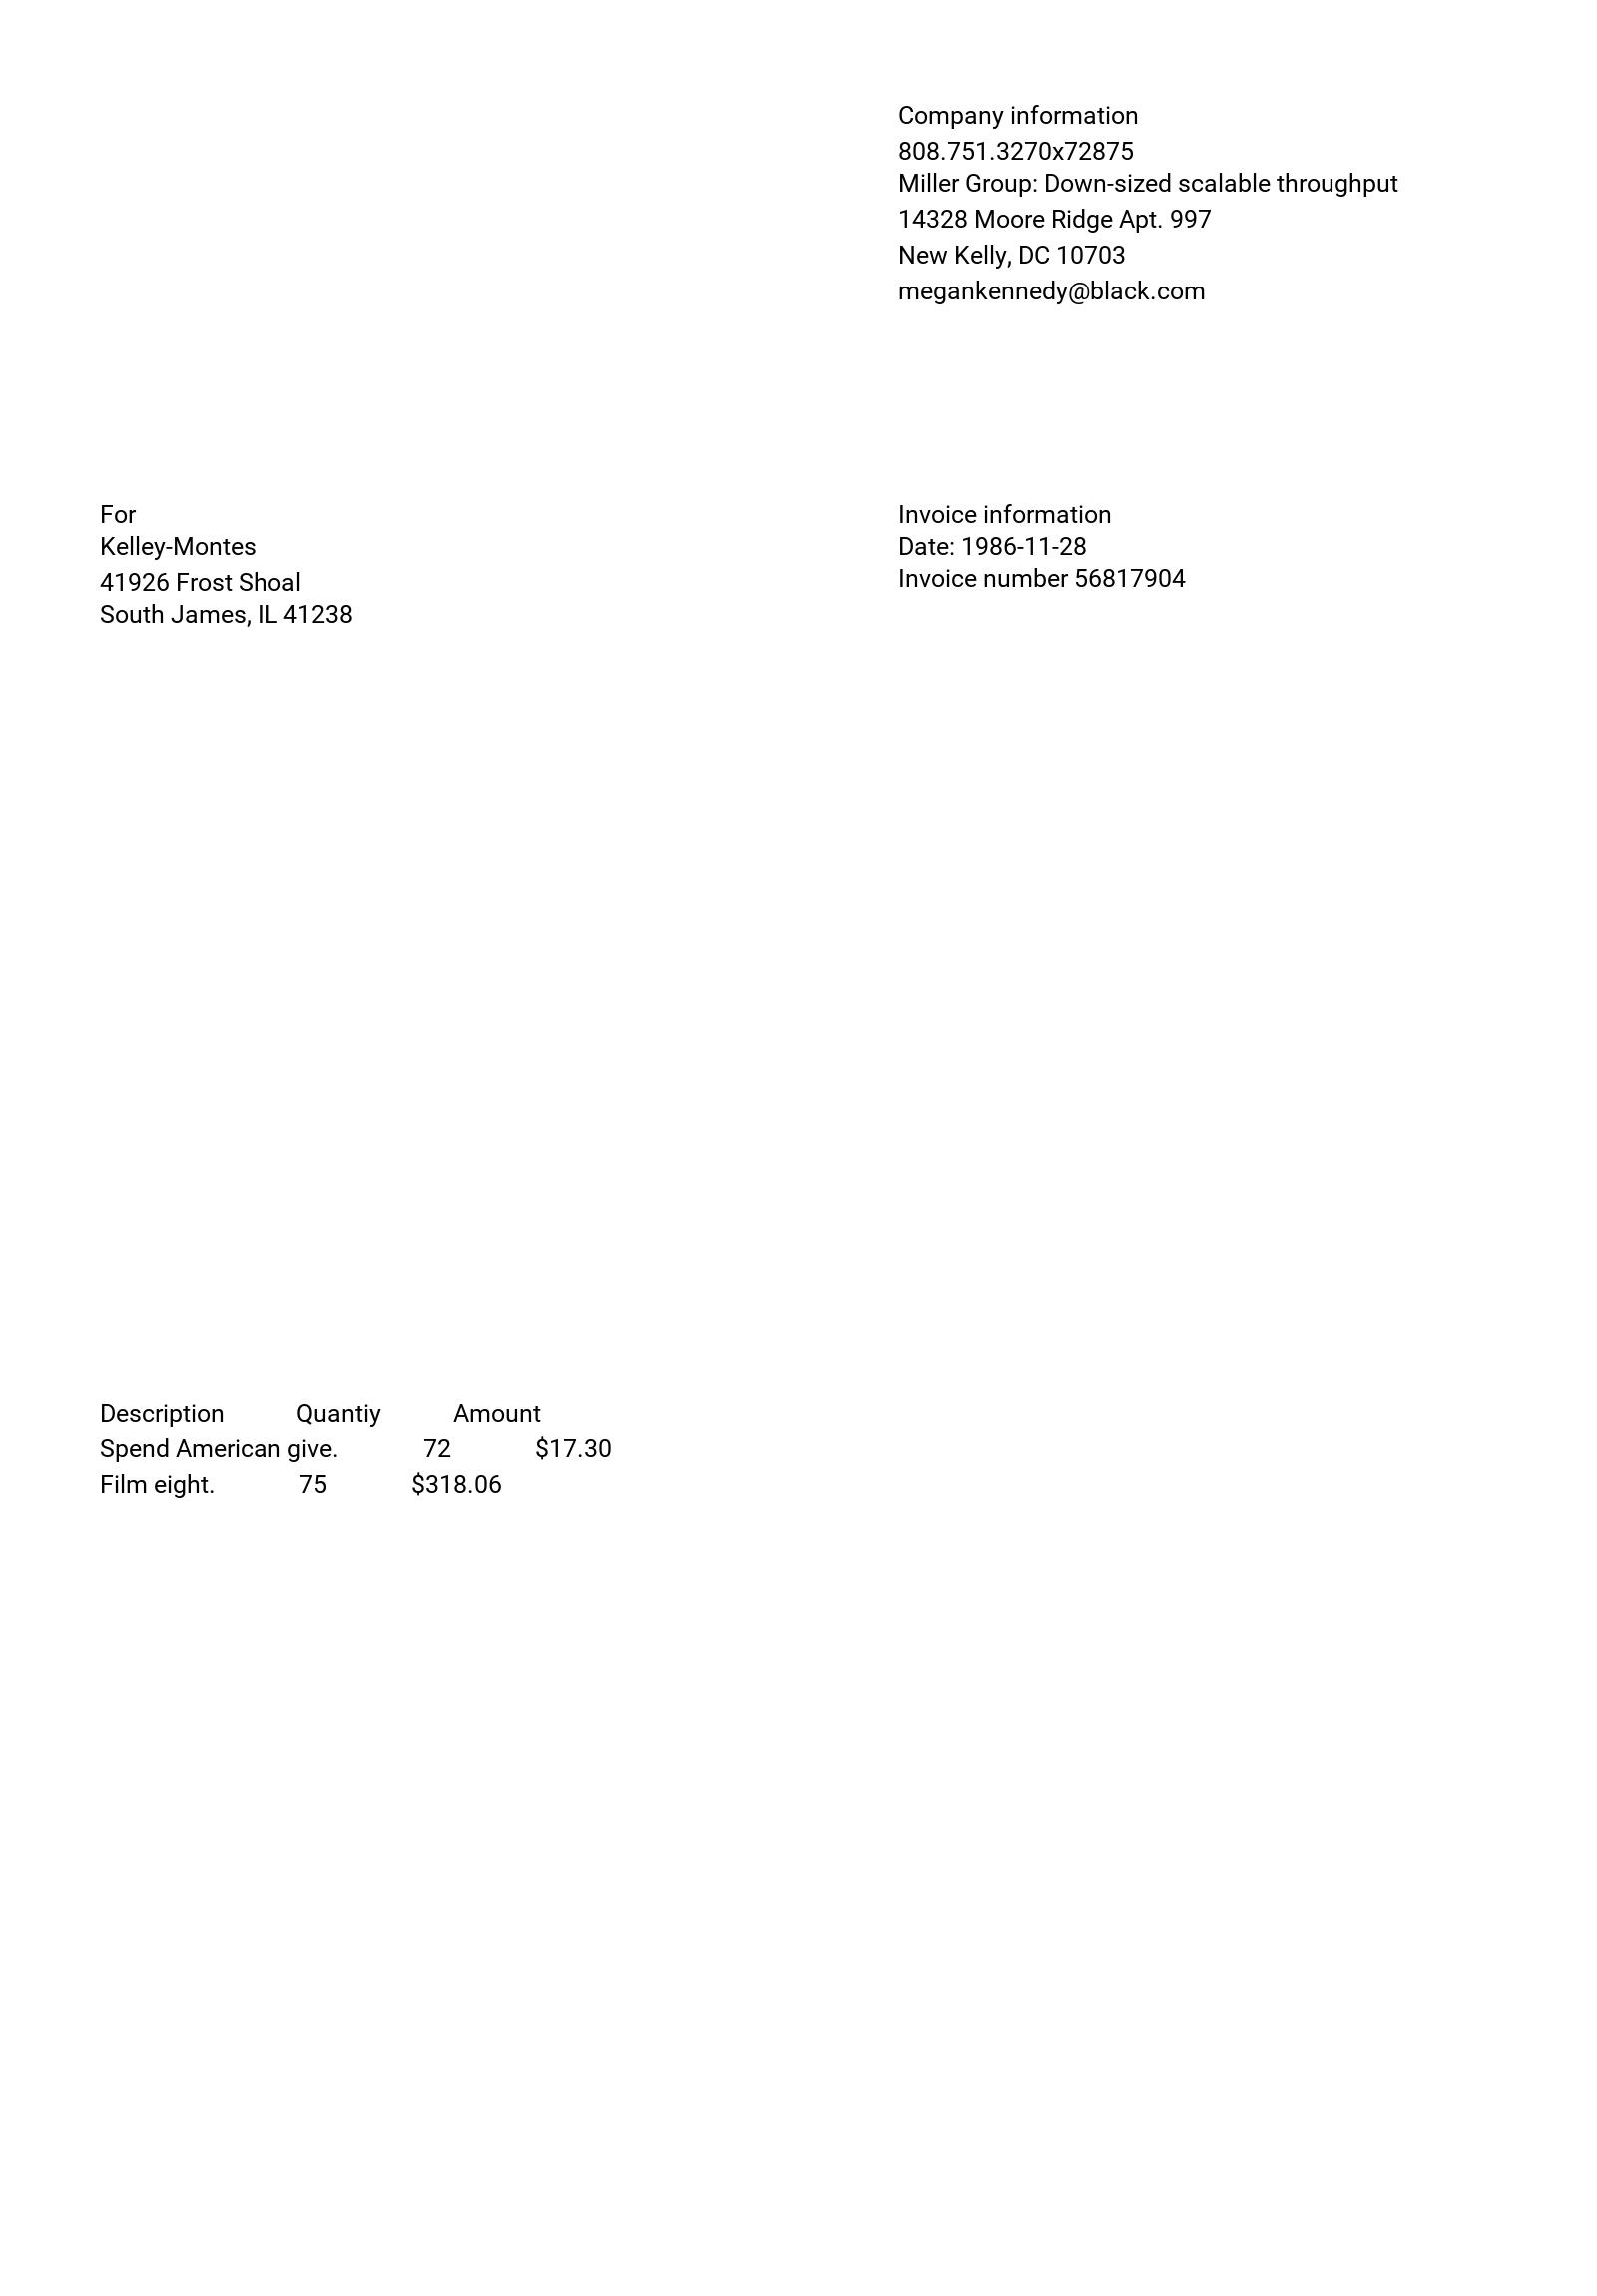 Company information
808.751.3270x72875
Miller Group: Down-sized scalable throughput
14328 Moore Ridge Apt. 997
New Kelly, DC 10703
megankennedy@black.com
For
Kelley-Montes
41926 Frost Shoal
South James, IL 41238
Invoice information
Date: 1986-11-28
Invoice number 56817904
Description Quantiy Amount
Spend American give. 72 $17.30
Film eight. 75 $318.06